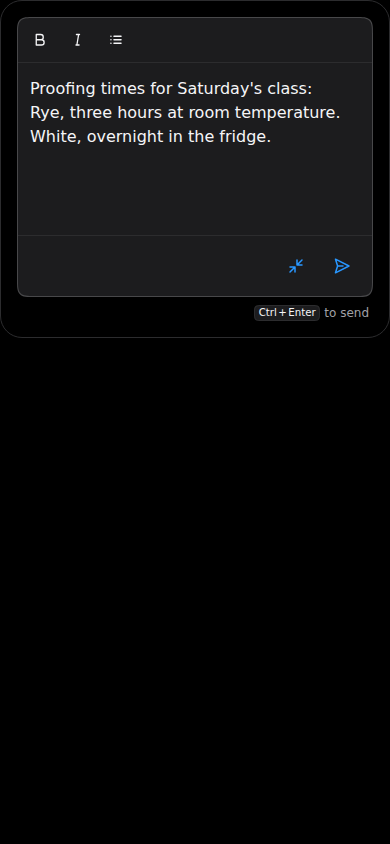 B I
Proofing times for Saturday's class:
Rye, three hours at room temperature.
White, overnight in the fridge.
Ctrl+Enter to send